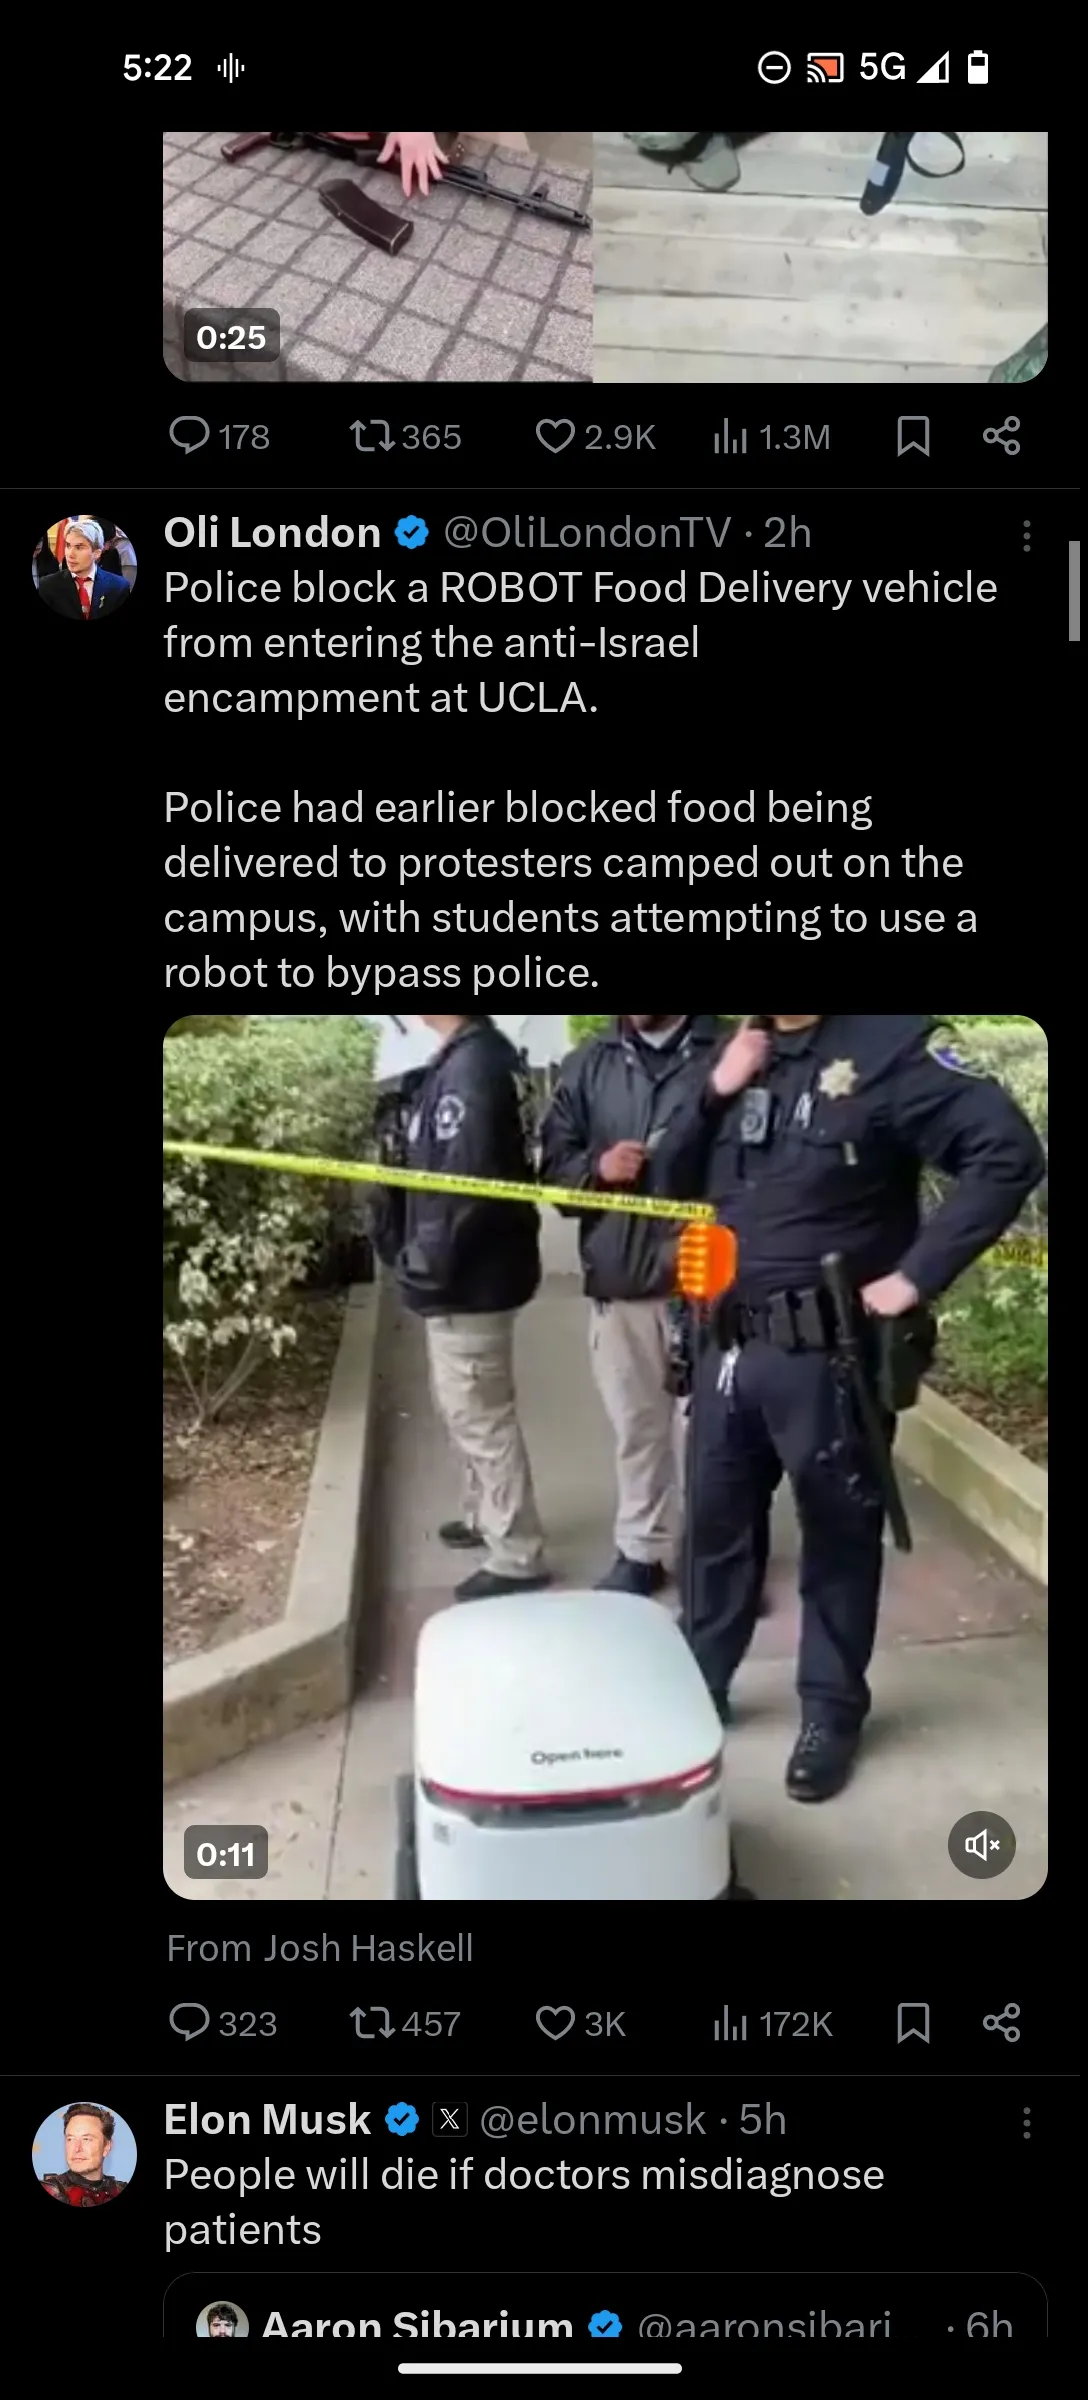 5:22 5G
0:25
178 365 2.9K 1.3M
Oli London @OliLondonTV · 2h
Police block a ROBOT Food Delivery vehicle
from entering the anti-Israel
encampment at UCLA.
Police had earlier blocked food being
delivered to protesters camped out on the
campus, with students attempting to use a
robot to bypass police.
Open here
0:11
From Josh Haskell
323 457 3K 172K
Elon Musk X @elonmusk · 5h
People will die if doctors misdiagnose
patients
Aaron Sibarium @aaronsibari · 6h